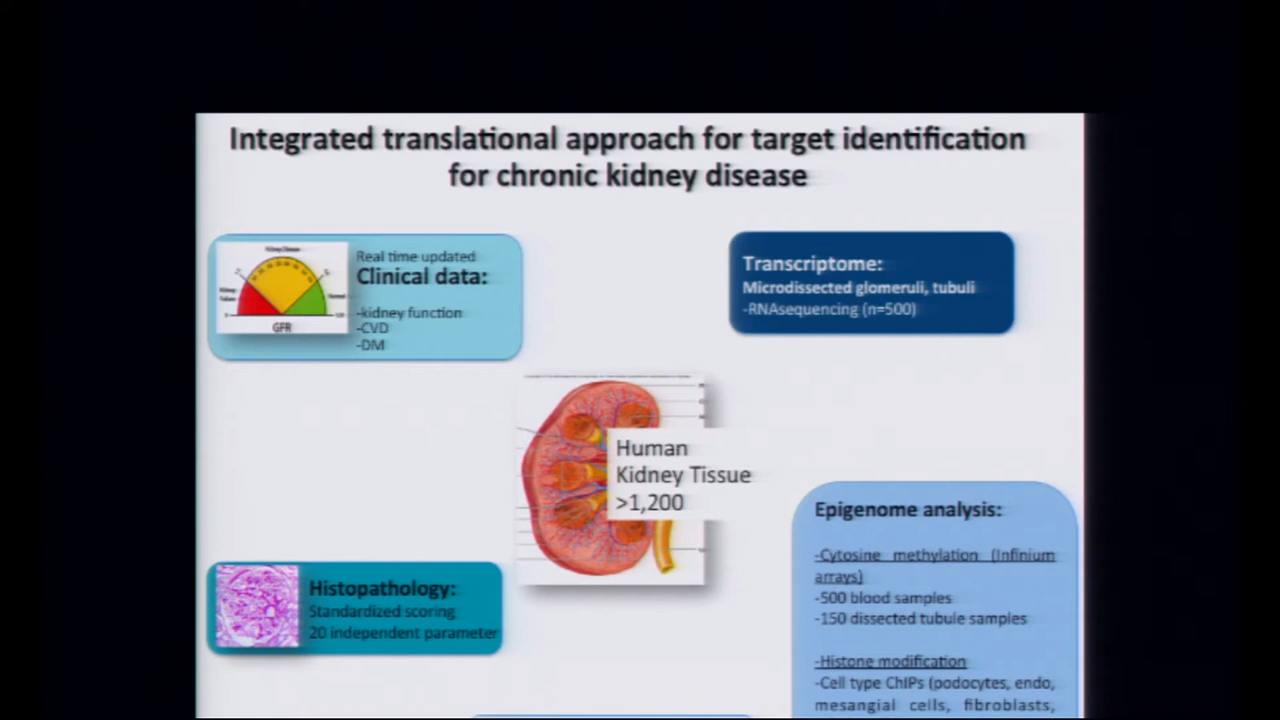 Integrated translational approach for target identification
for chronic kidney disease
Real time updated
Clinical data:
-kidney function
-CVD
-DM
GFR
Transcriptome:
Microdissected glomeruli, tubuli
-RNAsequencing (n=500)
Human
Kidney Tissue
>1,200
Histopathology:
Standardized scoring
20 independent parameter
Epigenome analysis:
-Cytosine methylation (Infinium
arrays)
-500 blood samples
-150 dissected tubule samples
-Histone modification
-Cell type ChIPs (podocytes, endo,
mesangial cells, fibroblasts,